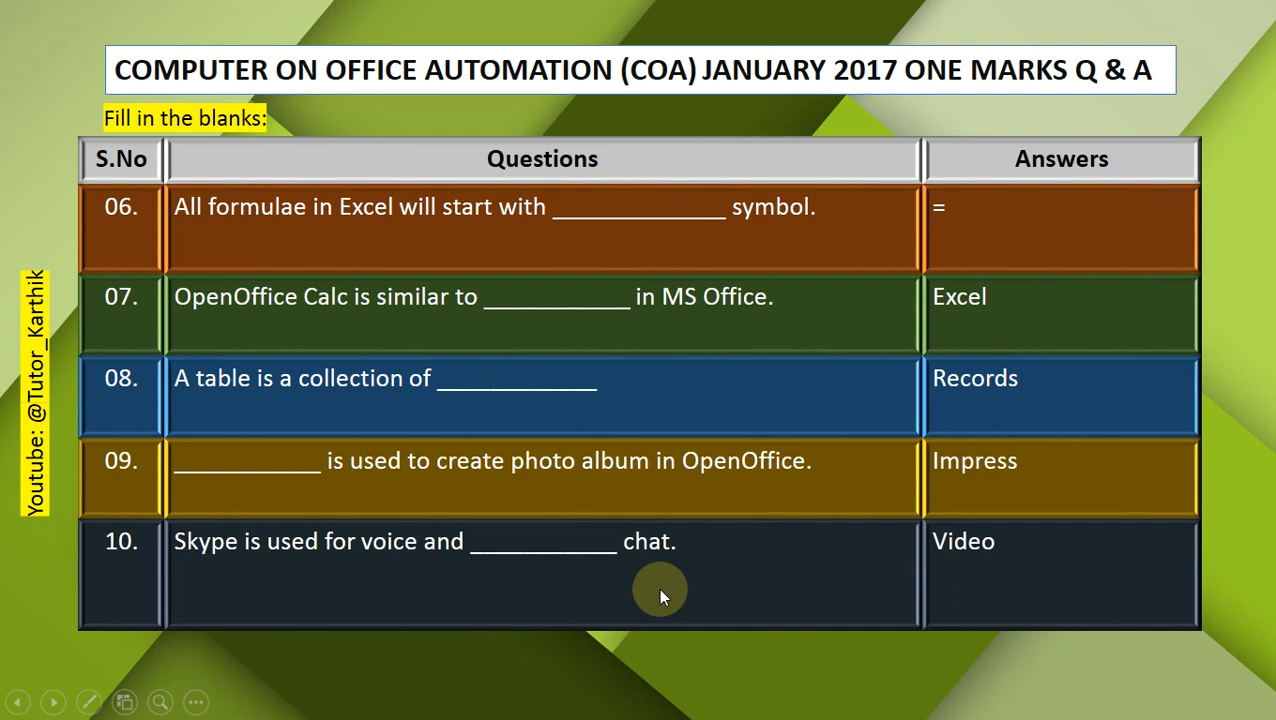 COMPUTER ON OFFICE AUTOMATION (COA) JANUARY 2017 ONE MARKS Q & A
Fill in the blanks:
S.No Questions Answers
06. All formulae in Excel will start with _____________ symbol. =
07. OpenOffice Calc is similar to ___________ in MS Office. Excel
08. A table is a collection of ____________ Records
09. ___________ is used to create photo album in OpenOffice. Impress
10. Skype is used for voice and ___________ chat. Video
Youtube: @Tutor_Karthik